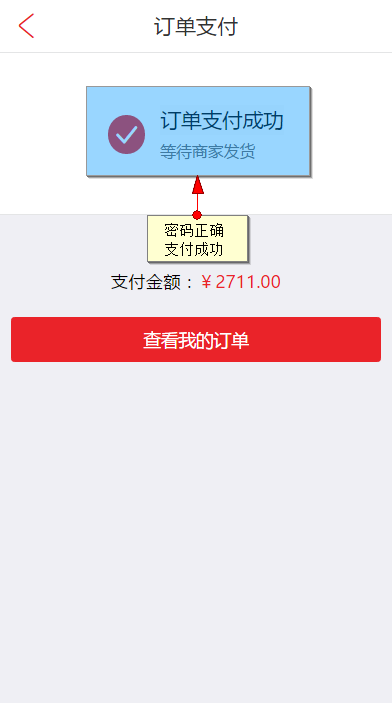 订单支付
订单支付成功
等待商家发货
密码正确
支付成功
支付金额：￥2711.00
查看我的订单